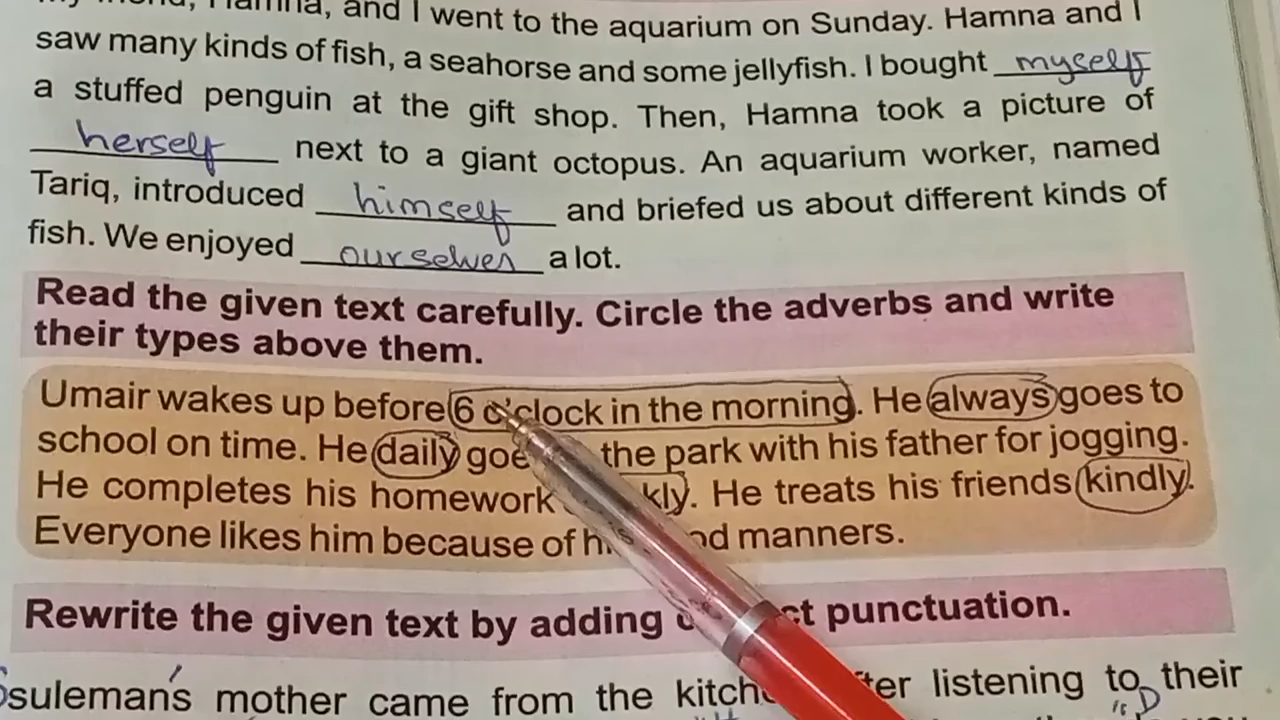 and I went to the aquarium on Sunday. Hamna and I
saw many kinds of fish, a seahorse and some jellyfish. I bought myself
a stuffed penguin at the gift shop. Then, Hamna took a picture of
herself next to a giant octopus. An aquarium worker, named
Tariq, introduced himself and briefed us about different kinds of
fish. We enjoyed ourselves a lot.
Read the given text carefully. Circle the adverbs and write
their types above them.
Umair wakes up before 6 o'clock in the morning. He always goes to
school on time. He daily goe the park with his father for jogging.
He completes his homework kly. He treats his friends kindly.
Everyone likes him because of h od manners.
Rewrite the given text by adding ct punctuation.
suleman's mother came from the kitch ter listening to their